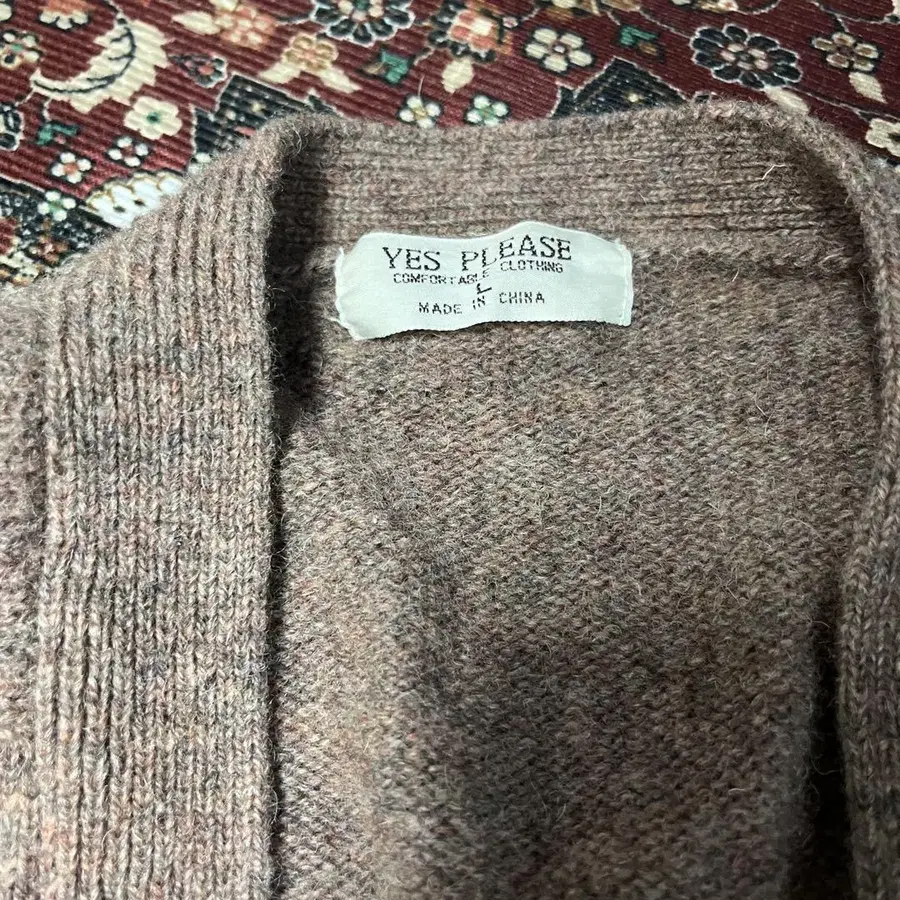 YES PLEASE
COMFORTABLE CLOTHING
L
MADE IN CHINA